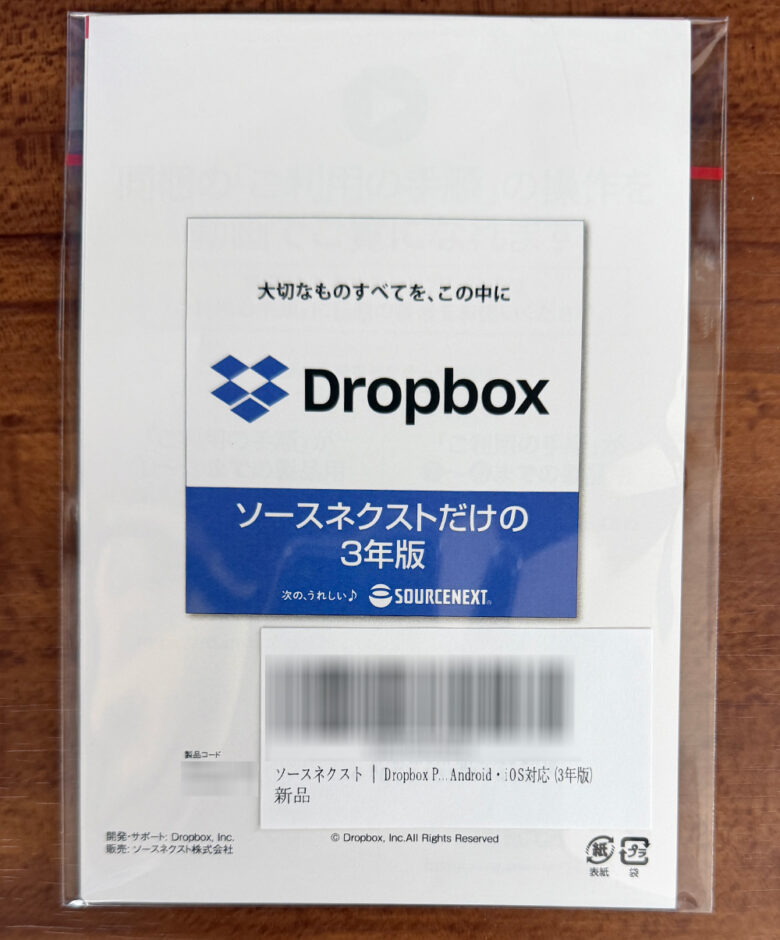 大切なものすべてを、この中に
Dropbox
ソースネクストだけの
3年版
次の、うれしい♪ SOURCENEXT
製品コード
ソースネクスト | Dropbox P...Android・iOS対応 (3年版)
新品
開発・サポート: Dropbox, Inc.
販売: ソースネクスト株式会社
© Dropbox, Inc.All Rights Reserved
紙 プラ
表紙 袋